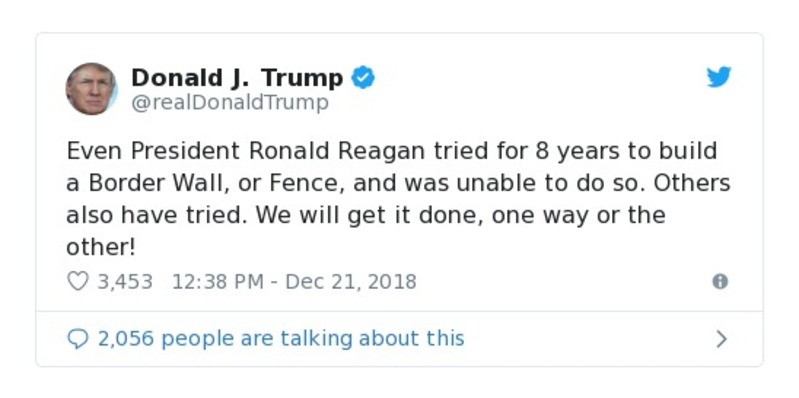 Donald J. Trump
@realDonaldTrump
Even President Ronald Reagan tried for 8 years to build
a Border Wall, or Fence, and was unable to do so. Others
also have tried. We will get it done, one way or the
other!
3,453 12:38 PM - Dec 21, 2018
2,056 people are talking about this